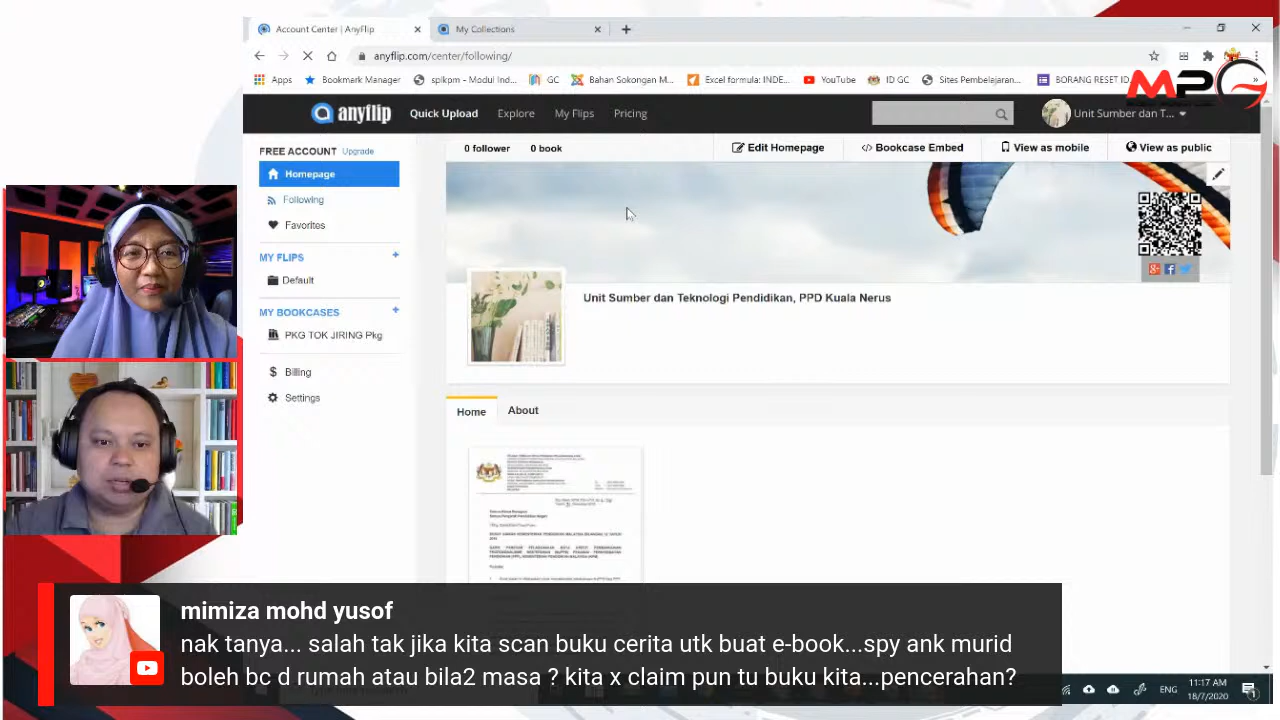 Account Center | AnyFlip
My Collections
anyflip.com/center/following/
Apps
Bookmark Manager
splkpm - Modul Ind...
GC
Bahan Sokongan M...
Excel formula: INDE...
YouTube
ID GC
Sites Pembelajaran...
BORANG RESET ID
MPG
anyflip
Quick Upload
Explore
My Flips
Pricing
Unit Sumber dan T...
FREE ACCOUNT Upgrade
0 follower
0 book
Edit Homepage
</> Bookcase Embed
View as mobile
View as public
Homepage
Following
Favorites
MY FLIPS +
Default
MY BOOKCASES +
PKG TOK JIRING Pkg
$ Billing
Settings
Unit Sumber dan Teknologi Pendidikan, PPD Kuala Nerus
Home
About
mimiza mohd yusof
nak tanya... salah tak jika kita scan buku cerita utk buat e-book...spy ank murid
boleh bc d rumah atau bila2 masa ? kita x claim pun tu buku kita...pencerahan?
ENG
11:17 AM
18/7/2020